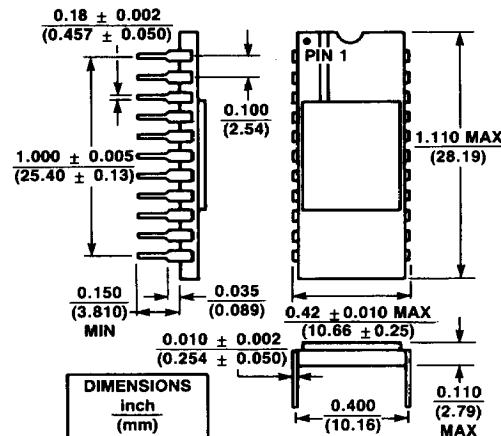 0.18 ± 0.002
(0.457 ± 0.050)
PIN 1
0.100
(2.54)
1.110 MAX
(28.19)
1.000 ± 0.005
(25.40 ± 0.13)
0.150
(3.810)
MIN
0.035
(0.089)
0.42 ± 0.010 MAX
(10.66 ± 0.25)
0.010 ± 0.002
(0.254 ± 0.050)
0.400
(10.16)
0.110
(2.79)
MAX
DIMENSIONS
inch
(mm)